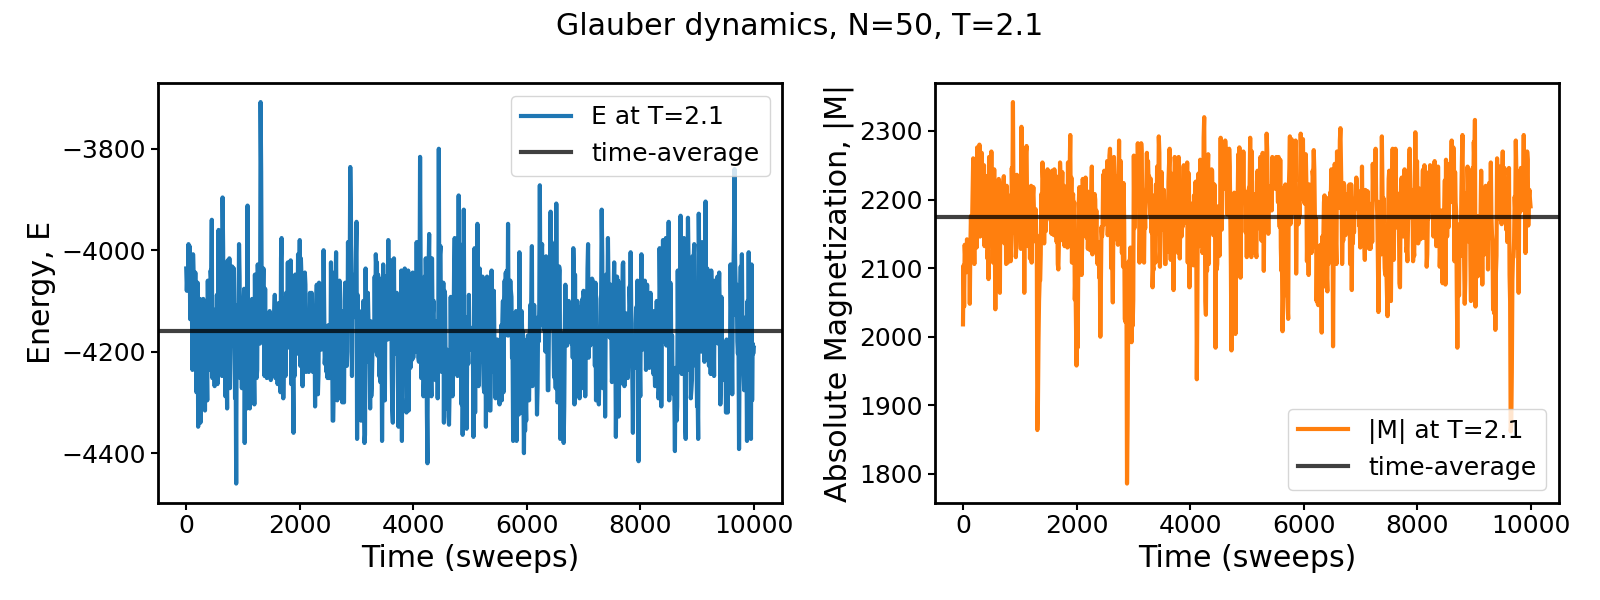 Glauber dynamics, N=50, T=2.1
Energy, E
−3800
−4000
−4200
−4400
E at T=2.1
time-average
0
2000
4000
6000
8000
10000
Time (sweeps)
Absolute Magnetization, |M|
2300
2200
2100
2000
1900
1800
|M| at T=2.1
time-average
0
2000
4000
6000
8000
10000
Time (sweeps)